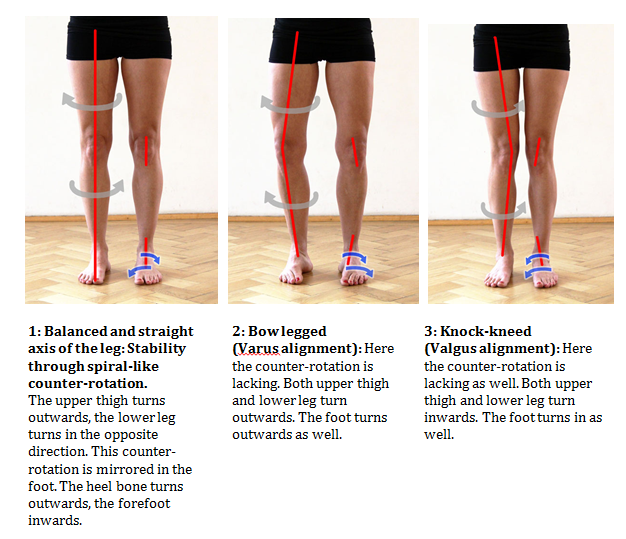 1: Balanced and straight
axis of the leg: Stability
through spiral-like
counter-rotation.
The upper thigh turns
outwards, the lower leg
turns in the opposite
direction. This counter-
rotation is mirrored in the
foot. The heel bone turns
outwards, the forefoot
inwards.
2: Bow legged
(Varus alignment): Here
the counter-rotation is
lacking. Both upper thigh
and lower leg turn
outwards. The foot turns
outwards as well.
3: Knock-kneed
(Valgus alignment): Here
the counter-rotation is
lacking as well. Both upper
thigh and lower leg turn
inwards. The foot turns in as
well.